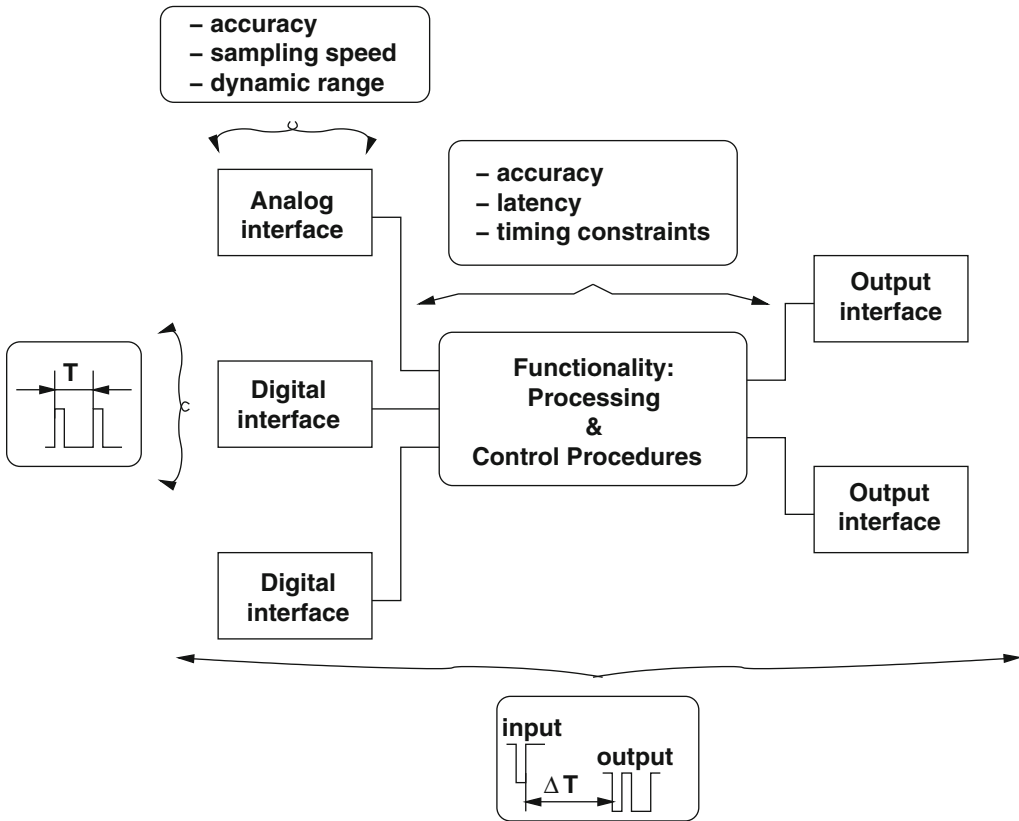 – accuracy
– sampling speed
– dynamic range
Analog
interface
– accuracy
– latency
– timing constraints
Output
interface
T
Digital
interface
Functionality:
Processing
&
Control Procedures
Output
interface
Digital
interface
input
output
Δ T